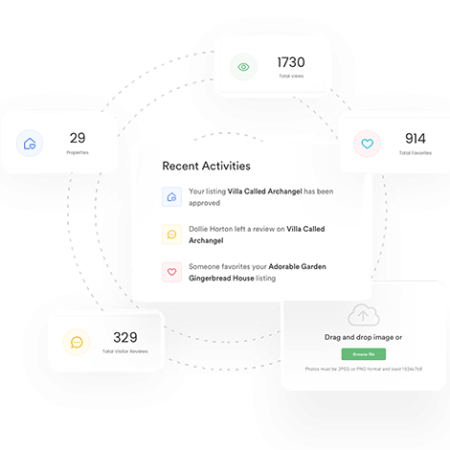 1730
Total views
29
Properties
914
Total Favorites
Recent Activities
Your listing Villa Called Archangel has been
approved
Dollie Horton left a review on Villa Called
Archangel
Someone favorites your Adorable Garden
Gingerbread House listing
329
Total Visitor Reviews
Drag and drop image or
Browse file
Photos must be JPEG or PNG format and least 1024x768